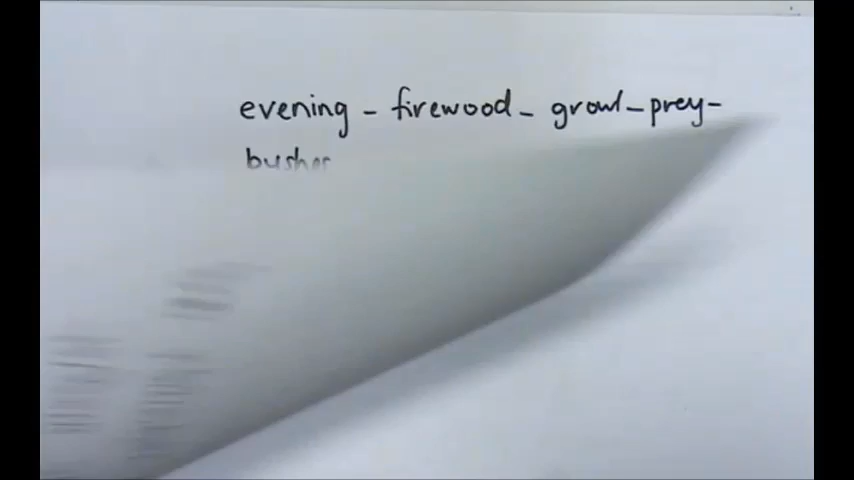 evening - firewood - growl - prey -
bushes